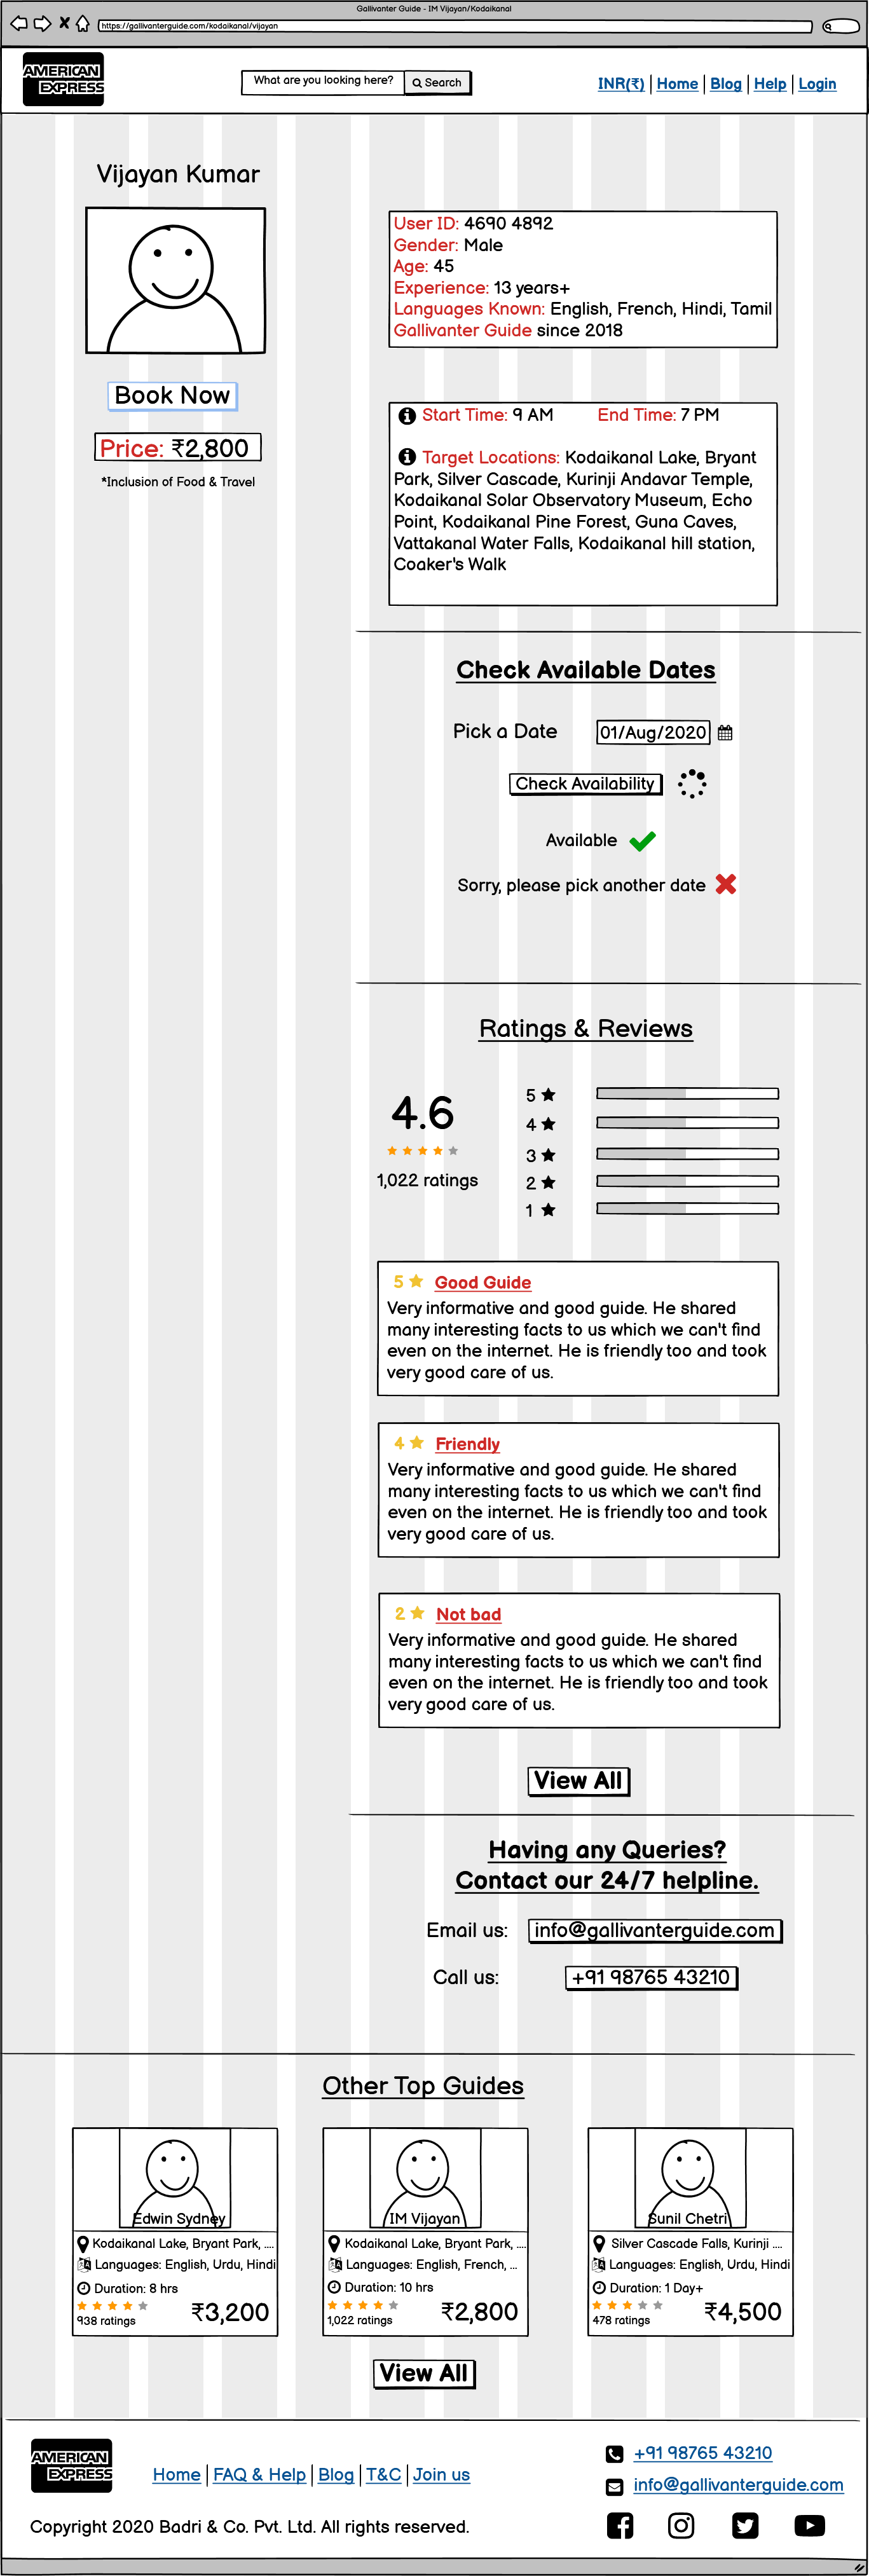 Gallivanter Guide - IM Vijayan/Kodaikanal
https://gallivanterguide.com/kodaikanal/vijayan
AMERICAN
EXPRESS
What are you looking here?
Search
INR(₹) | Home | Blog | Help | Login
Vijayan Kumar
Book Now
Price: ₹2,800
*Inclusion of Food & Travel
User ID: 4690 4892
Gender: Male
Age: 45
Experience: 13 years+
Languages Known: English, French, Hindi, Tamil
Gallivanter Guide since 2018
Start Time: 9 AM End Time: 7 PM
Target Locations: Kodaikanal Lake, Bryant
Park, Silver Cascade, Kurinji Andavar Temple,
Kodaikanal Solar Observatory Museum, Echo
Point, Kodaikanal Pine Forest, Guna Caves,
Vattakanal Water Falls, Kodaikanal hill station,
Coaker's Walk
Check Available Dates
Pick a Date 01/Aug/2020
Check Availability
Available
Sorry, please pick another date
Ratings & Reviews
4.6
1,022 ratings
5
4
3
2
1
5 Good Guide
Very informative and good guide. He shared
many interesting facts to us which we can't find
even on the internet. He is friendly too and took
very good care of us.
4 Friendly
Very informative and good guide. He shared
many interesting facts to us which we can't find
even on the internet. He is friendly too and took
very good care of us.
2 Not bad
Very informative and good guide. He shared
many interesting facts to us which we can't find
even on the internet. He is friendly too and took
very good care of us.
View All
Having any Queries?
Contact our 24/7 helpline.
Email us: info@gallivanterguide.com
Call us: +91 98765 43210
Other Top Guides
Edwin Sydney
Kodaikanal Lake, Bryant Park, ....
Languages: English, Urdu, Hindi
Duration: 8 hrs
938 ratings
₹3,200
IM Vijayan
Kodaikanal Lake, Bryant Park, ....
Languages: English, French, ...
Duration: 10 hrs
1,022 ratings
₹2,800
Sunil Chetri
Silver Cascade Falls, Kurinji ....
Languages: English, Urdu, Hindi
Duration: 1 Day+
478 ratings
₹4,500
View All
AMERICAN
EXPRESS
Home | FAQ & Help | Blog | T&C | Join us
Copyright 2020 Badri & Co. Pvt. Ltd. All rights reserved.
+91 98765 43210
info@gallivanterguide.com